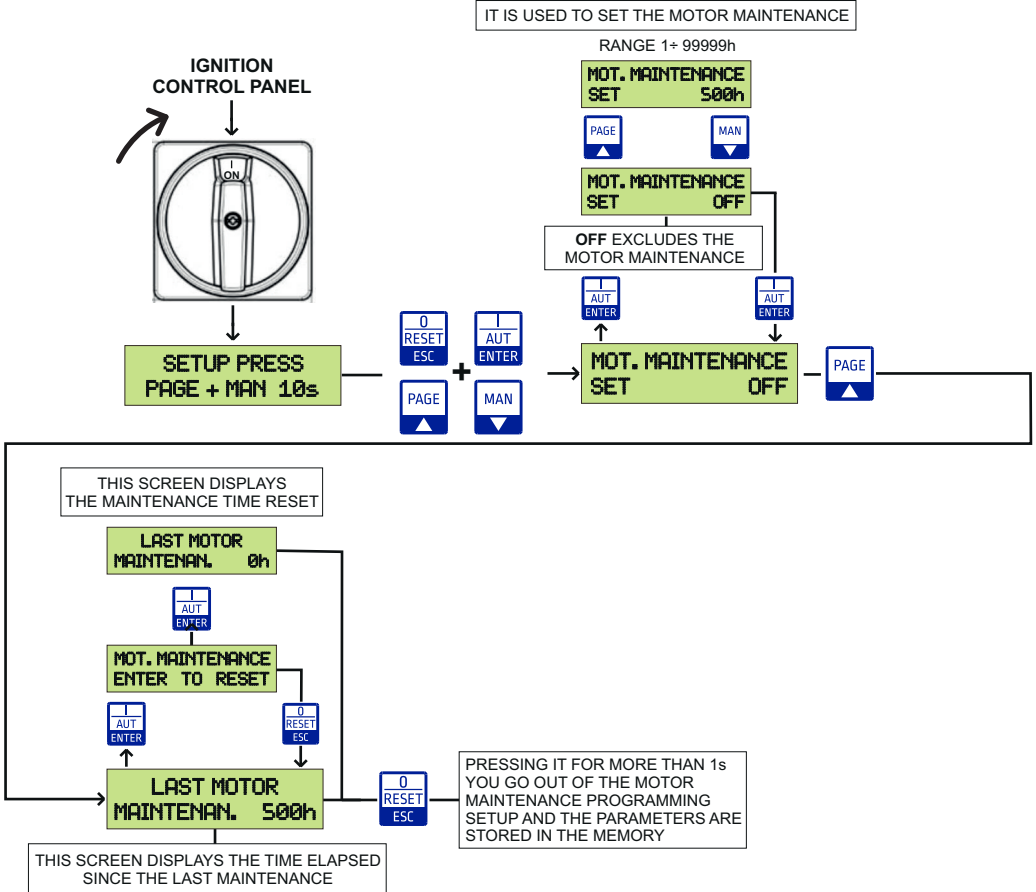 IT IS USED TO SET THE MOTOR MAINTENANCE
RANGE 1÷ 99999h
MOT. MAINTENANCE
SET 500h
PAGE
MAN
MOT. MAINTENANCE
SET OFF
OFF EXCLUDES THE
MOTOR MAINTENANCE
I
AUT
ENTER
I
AUT
ENTER
IGNITION
CONTROL PANEL
I
ON
SETUP PRESS
PAGE + MAN 10s
0
RESET
ESC
+
I
AUT
ENTER
PAGE
MAN
MOT. MAINTENANCE
SET OFF
PAGE
THIS SCREEN DISPLAYS
THE MAINTENANCE TIME RESET
LAST MOTOR
MAINTENAN. 0h
I
AUT
ENTER
MOT. MAINTENANCE
ENTER TO RESET
I
AUT
ENTER
0
RESET
ESC
LAST MOTOR
MAINTENAN. 500h
0
RESET
ESC
PRESSING IT FOR MORE THAN 1s
YOU GO OUT OF THE MOTOR
MAINTENANCE PROGRAMMING
SETUP AND THE PARAMETERS ARE
STORED IN THE MEMORY
THIS SCREEN DISPLAYS THE TIME ELAPSED
SINCE THE LAST MAINTENANCE